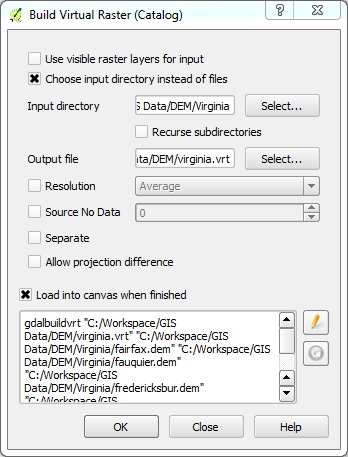 Build Virtual Raster (Catalog)
Use visible raster layers for input
Choose input directory instead of files
Input directory
S Data/DEM/Virginia
Select...
Recurse subdirectories
Output file
ata/DEM/virginia.vrt
Select...
Resolution
Average
Source No Data
0
Separate
Allow projection difference
Load into canvas when finished
gdalbuildvrt "C:/Workspace/GIS
Data/DEM/virginia.vrt" "C:/Workspace/GIS
Data/DEM/Virginia/fairfax.dem" "C:/Workspace/GIS
Data/DEM/Virginia/fauquier.dem"
"C:/Workspace/GIS
Data/DEM/Virginia/fredericksbur.dem"
"C:/Workspace/GIS
OK
Close
Help